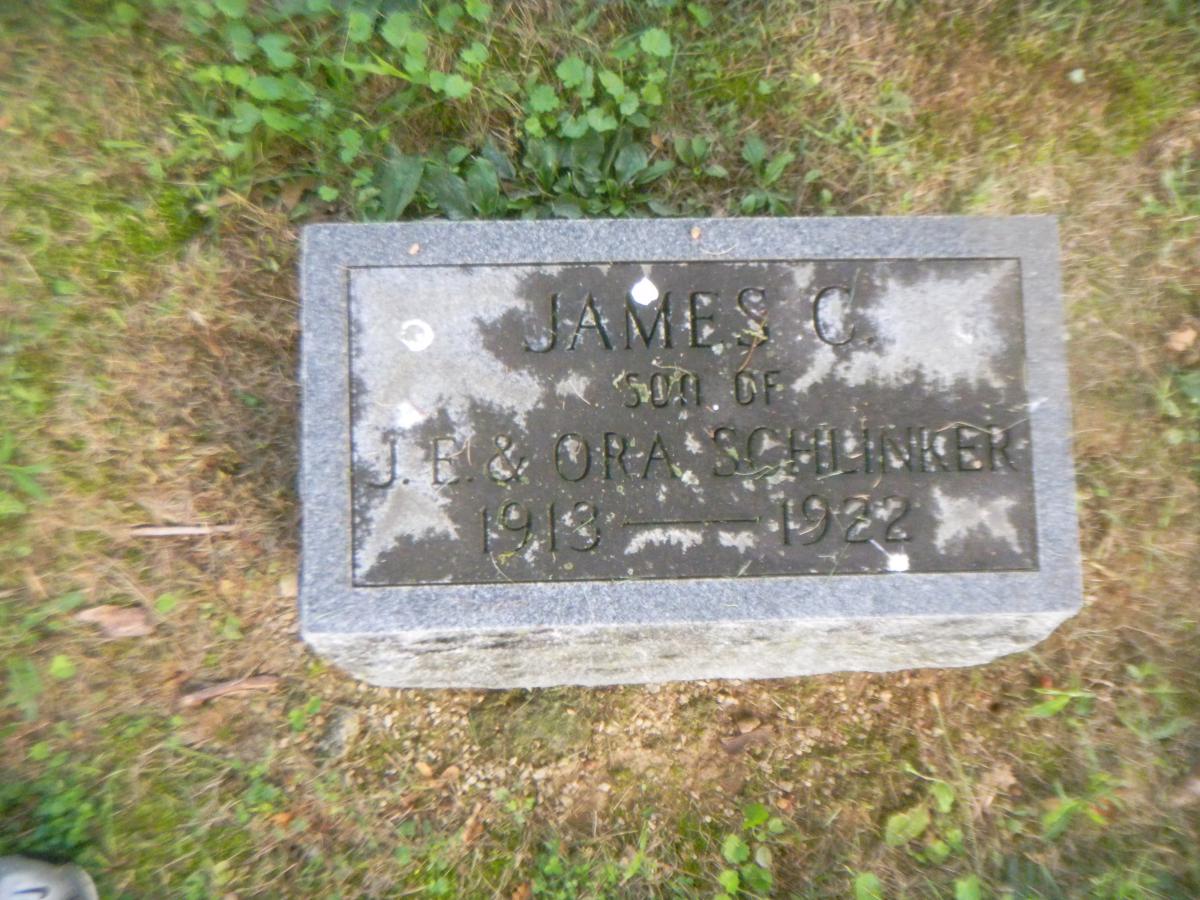 JAMES C.
SON OF
J. E. & ORA SCHLINKER
1913 — 1922